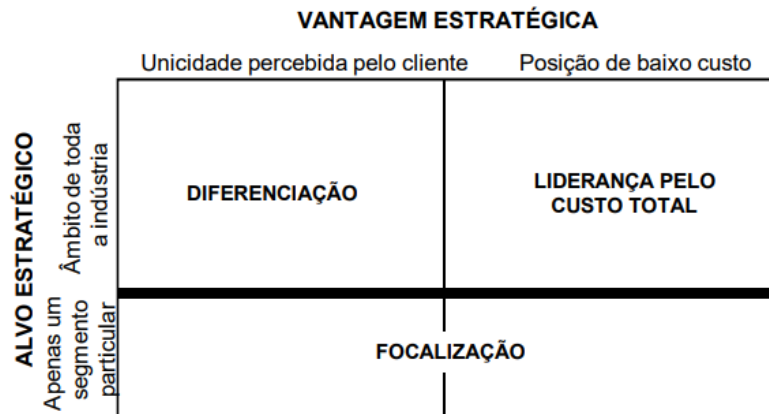 VANTAGEM ESTRATÉGICA
Unicidade percebida pelo cliente
Posição de baixo custo
ALVO ESTRATÉGICO
Âmbito de toda
a indústria
DIFERENCIAÇÃO
LIDERANÇA PELO
CUSTO TOTAL
Apenas um
segmento
particular
FOCALIZAÇÃO